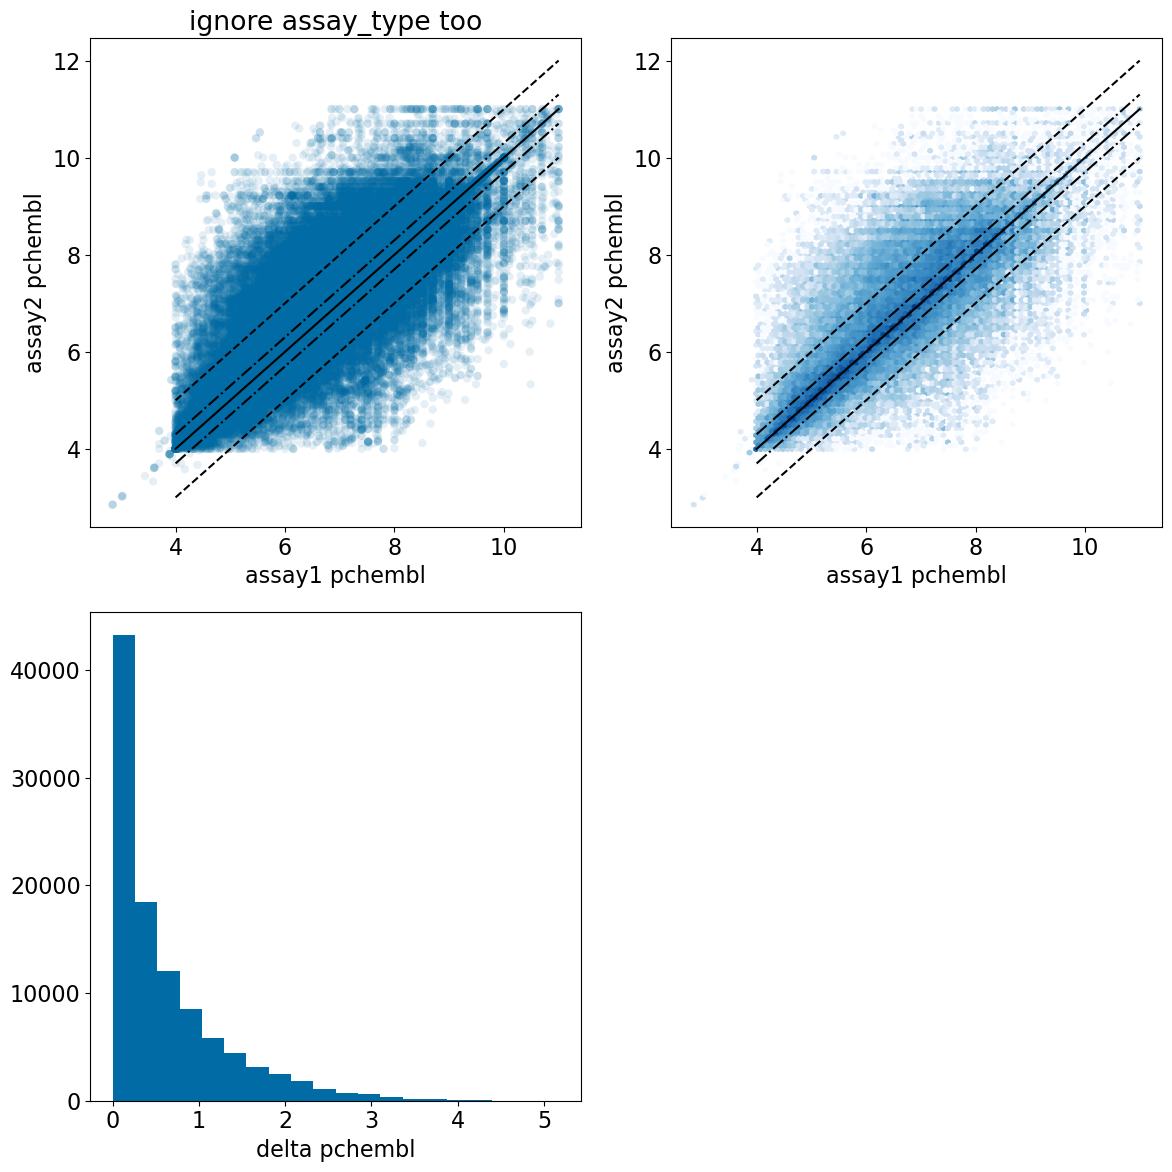 ignore assay_type too
12
10
8
6
4
assay2 pchembl
4 6 8 10
assay1 pchembl
12
10
8
6
4
assay2 pchembl
4 6 8 10
assay1 pchembl
40000
30000
20000
10000
0
0 1 2 3 4 5
delta pchembl